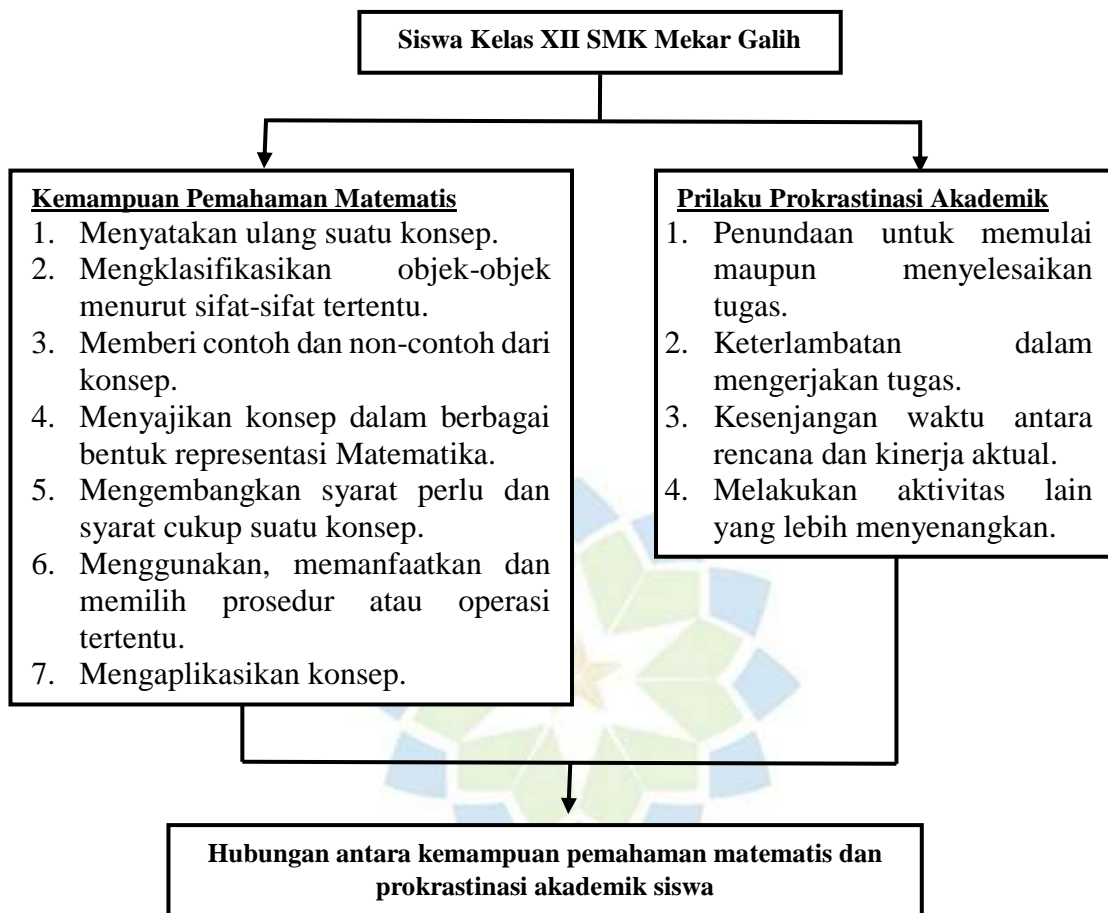 Siswa Kelas XII SMK Mekar Galih
Kemampuan Pemahaman Matematis
1. Menyatakan ulang suatu konsep.
2. Mengklasifikasikan objek-objek
menurut sifat-sifat tertentu.
3. Memberi contoh dan non-contoh dari
konsep.
4. Menyajikan konsep dalam berbagai
bentuk representasi Matematika.
5. Mengembangkan syarat perlu dan
syarat cukup suatu konsep.
6. Menggunakan, memanfaatkan dan
memilih prosedur atau operasi
tertentu.
7. Mengaplikasikan konsep.
Prilaku Prokrastinasi Akademik
1. Penundaan untuk memulai
maupun menyelesaikan
tugas.
2. Keterlambatan dalam
mengerjakan tugas.
3. Kesenjangan waktu antara
rencana dan kinerja aktual.
4. Melakukan aktivitas lain
yang lebih menyenangkan.
Hubungan antara kemampuan pemahaman matematis dan
prokrastinasi akademik siswa